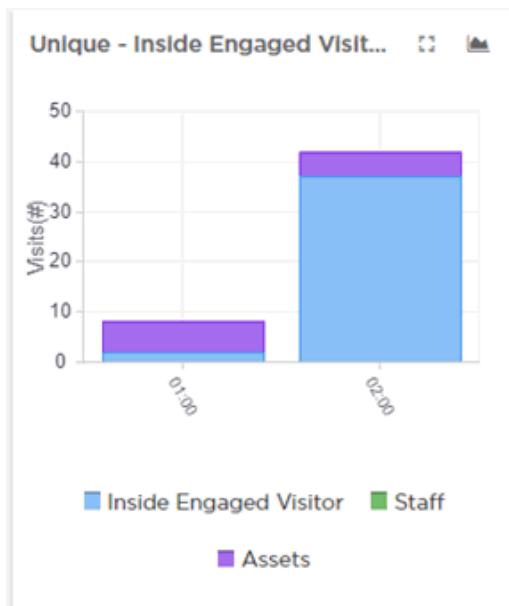 Unique - Inside Engaged Visit...
50
40
30
20
10
0
Visits(#)
01:00
02:00
Inside Engaged Visitor
Staff
Assets